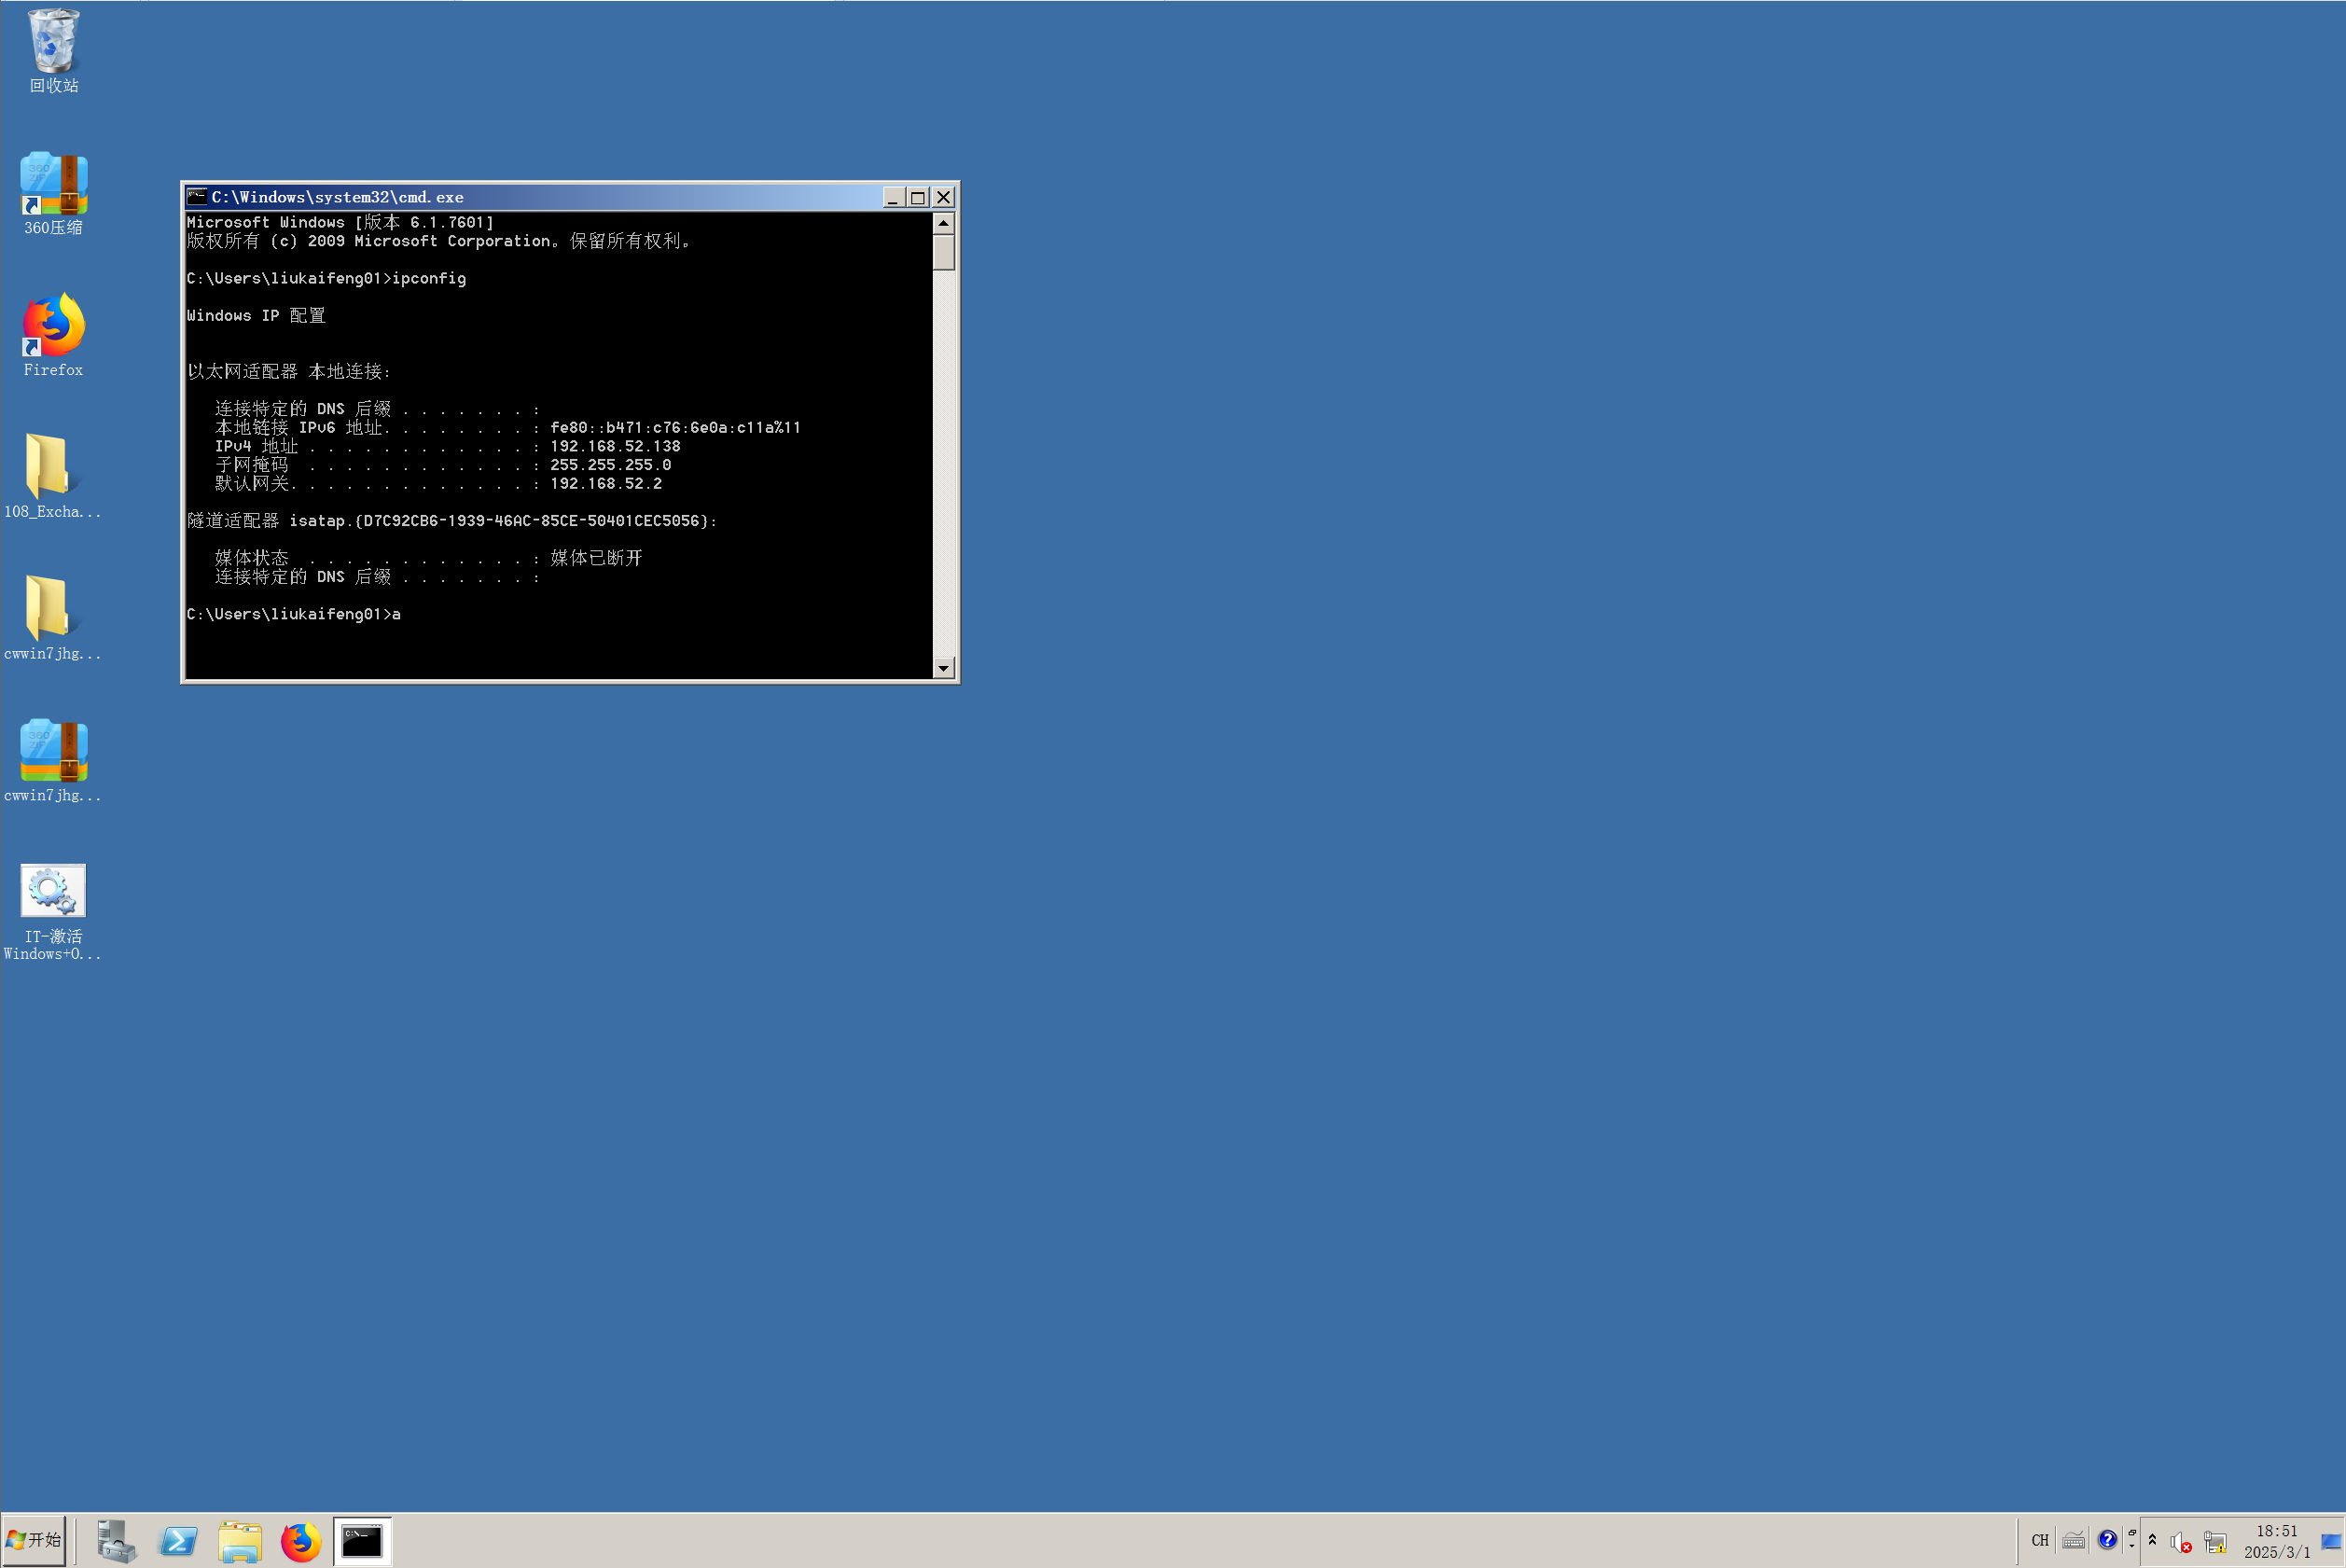 回收站
360压缩
Firefox
108_Excha...
cwwin7jhg...
cwwin7jhg...
IT-激活
Windows+O...
C:\Windows\system32\cmd.exe
Microsoft Windows [版本 6.1.7601]
版权所有 (c) 2009 Microsoft Corporation。保留所有权利。
C:\Users\liukaifeng01>ipconfig
Windows IP 配置
以太网适配器 本地连接:
连接特定的 DNS 后缀 . . . . . . . :
本地链接 IPv6 地址. . . . . . . . : fe80::b471:c76:6e0a:c11a%11
IPv4 地址 . . . . . . . . . . . . : 192.168.52.138
子网掩码  . . . . . . . . . . . . : 255.255.255.0
默认网关. . . . . . . . . . . . . : 192.168.52.2
隧道适配器 isatap.{D7C92CB6-1939-46AC-85CE-50401CEC5056}:
媒体状态  . . . . . . . . . . . . : 媒体已断开
连接特定的 DNS 后缀 . . . . . . . :
C:\Users\liukaifeng01>a
开始
CH
18:51
2025/3/1